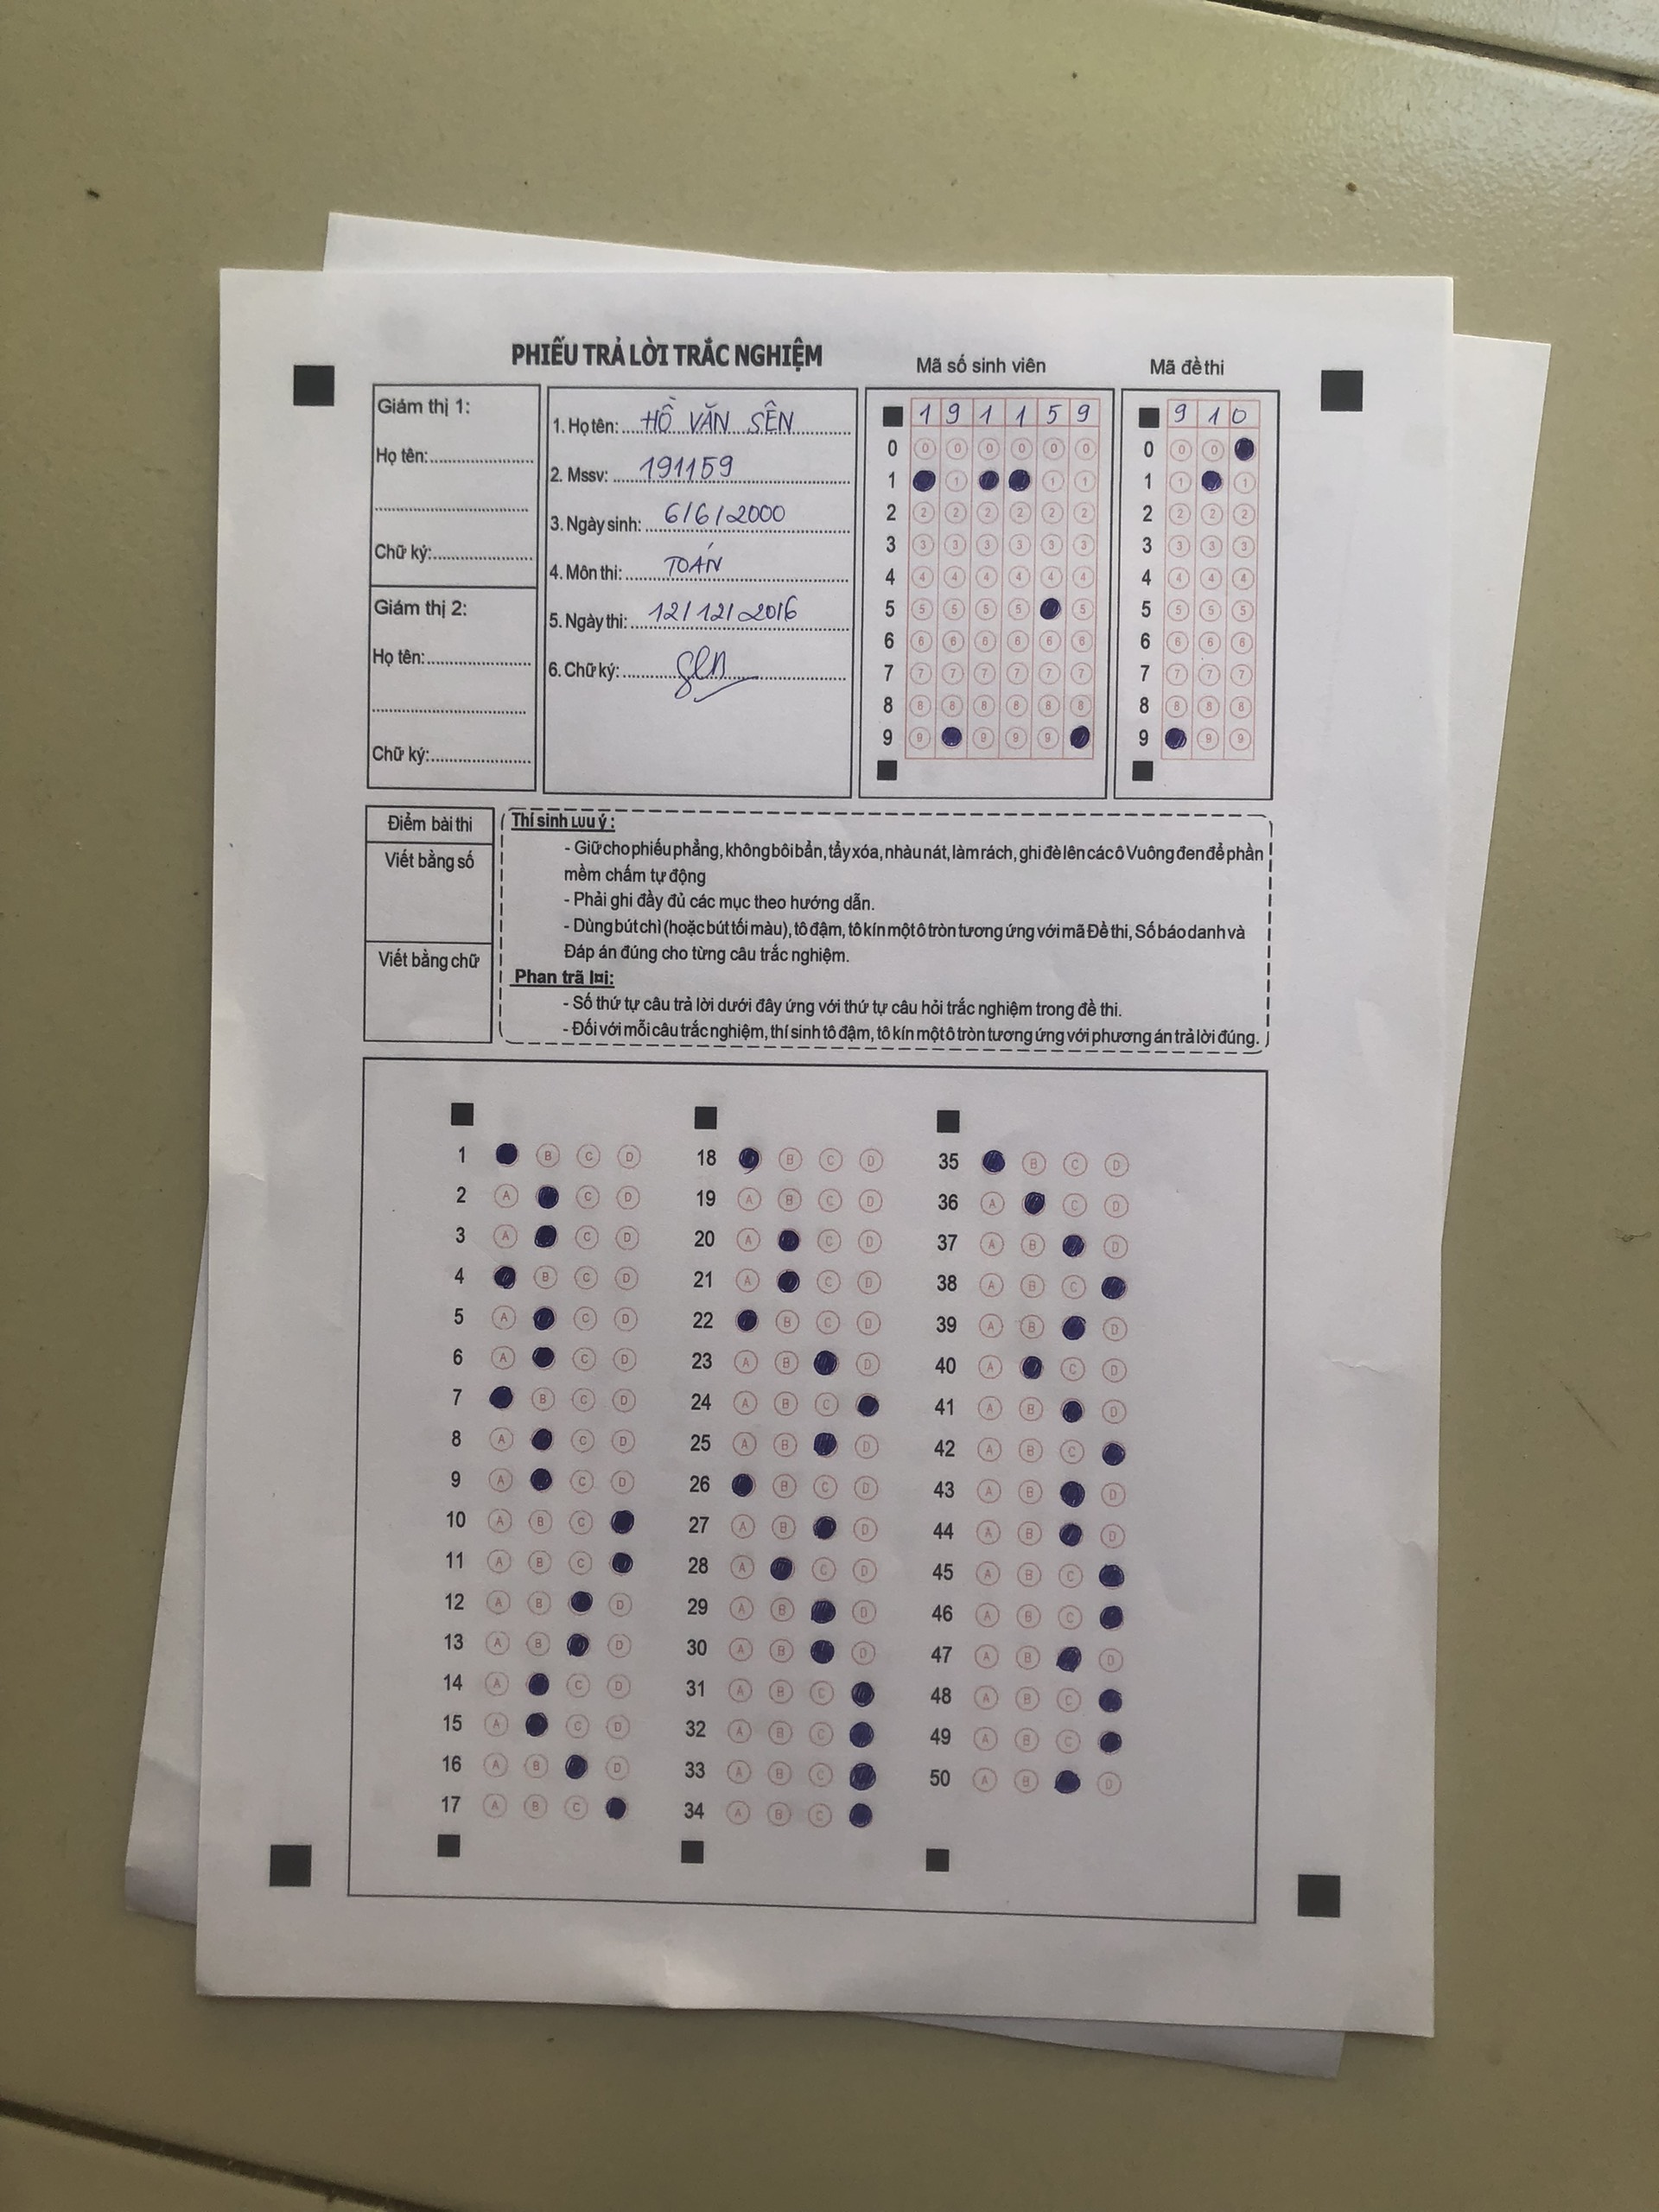 PHIẾU TRẢ LỜI TRẮC NGHIỆM
Giám thị 1:
Họ tên:
Chữ ký:
Giám thị 2:
Họ tên:
Chữ ký:
1. Họ tên: HỒ VĂN SÊN
2. Mssv: 191159
3. Ngày sinh: 6/6/2000
4. Môn thi: TOÁN
5. Ngày thi: 12/12/2016
6. Chữ ký: Sen
Mã số sinh viên
1 9 1 1 5 9
0 0 0 0 0 0 0
1 1 1 1
2 2 2 2 2 2 2
3 3 3 3 3 3 3
4 4 4 4 4 4 4
5 5 5 5 5 5
6 6 6 6 6 6 6
7 7 7 7 7 7 7
8 8 8 8 8 8 8
9 9 9 9 9
Mã đề thi
9 1 0
0 0 0
1 1 1
2 2 2 2
3 3 3 3
4 4 4 4
5 5 5 5
6 6 6 6
7 7 7 7
8 8 8 8
9 9 9
Điểm bài thi
Viết bằng số
Viết bằng chữ
Thí sinh LƯU ý :
- Giữ cho phiếu phẳng, không bôi bẩn, tẩy xóa, nhàu nát, làm rách, ghi đè lên các ô Vuông đen để phần
mềm chấm tự động
- Phải ghi đầy đủ các mục theo hướng dẫn.
- Dùng bút chì (hoặc bút tối màu), tô đậm, tô kín một ô tròn tương ứng với mã Đề thi, Số báo danh và
Đáp án đúng cho từng câu trắc nghiệm.
Phan trã l¤i:
- Số thứ tự câu trả lời dưới đây ứng với thứ tự câu hỏi trắc nghiệm trong đề thi.
- Đối với mỗi câu trắc nghiệm, thí sinh tô đậm, tô kín một ô tròn tương ứng với phương án trả lời đúng.
1 B C D
2 A C D
3 A C D
4 B C D
5 A C D
6 A C D
7 B C D
8 A C D
9 A C D
10 A B C
11 A B C
12 A B D
13 A B D
14 A C D
15 A C D
16 A B D
17 A B C
18 B C D
19 A B C D
20 A C D
21 A C D
22 B C D
23 A B D
24 A B C
25 A B D
26 B C D
27 A B D
28 A C D
29 A B D
30 A B D
31 A B C
32 A B C
33 A B C
34 A B C
35 B C D
36 A C D
37 A B D
38 A B C
39 A B D
40 A C D
41 A B D
42 A B C
43 A B D
44 A B D
45 A B C
46 A B C
47 A B D
48 A B C
49 A B C
50 A B D